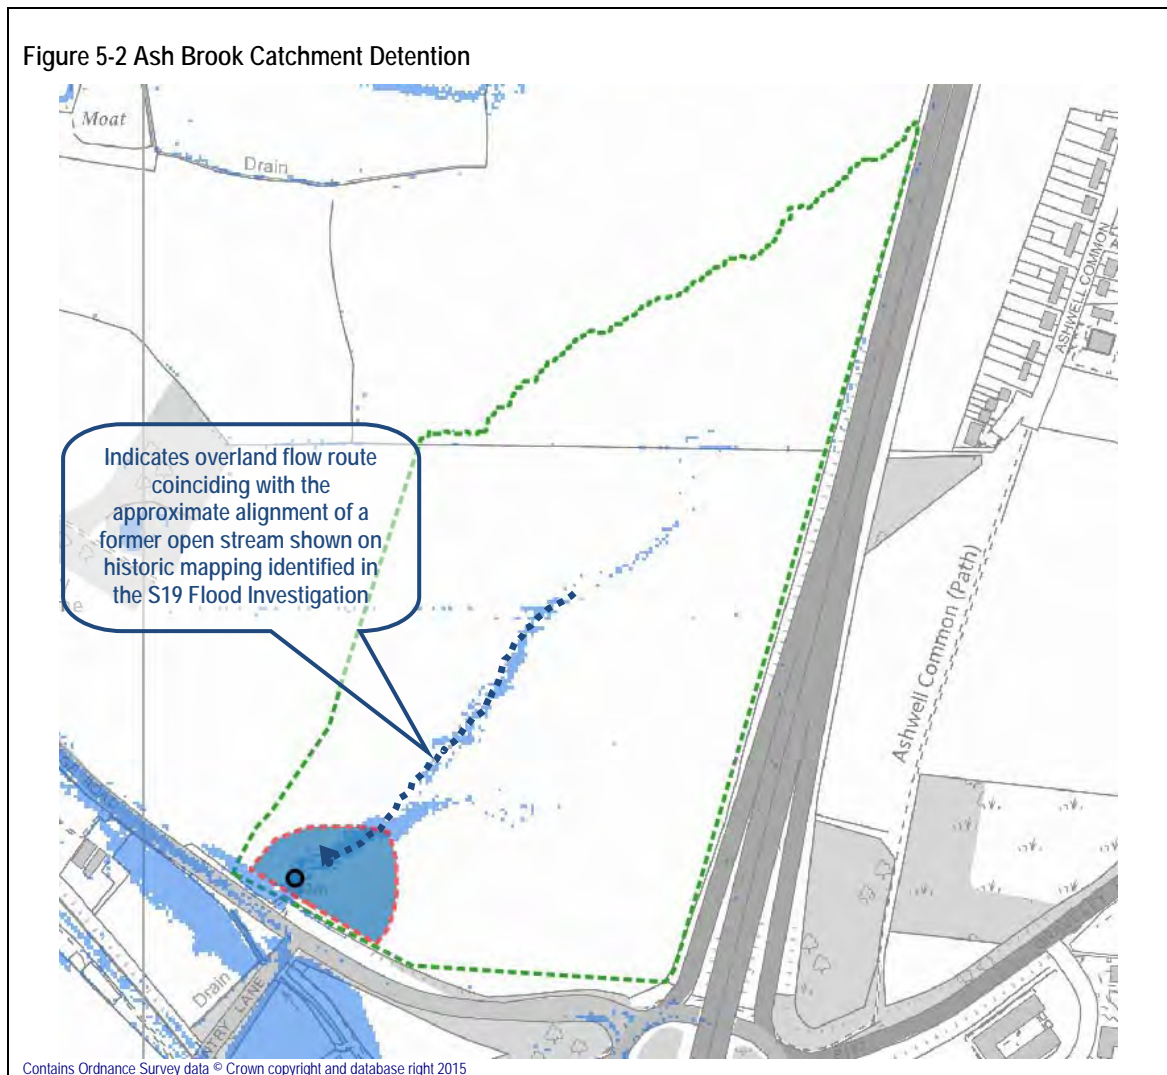 Figure 5-2 Ash Brook Catchment Detention
Moat
Drain
ASHWELL COMMON
Indicates overland flow route
coinciding with the
approximate alignment of a
former open stream shown on
historic mapping identified in
the S19 Flood Investigation
Ashwell Common (Path)
Drain
LANE
Contains Ordnance Survey data © Crown copyright and database right 2015